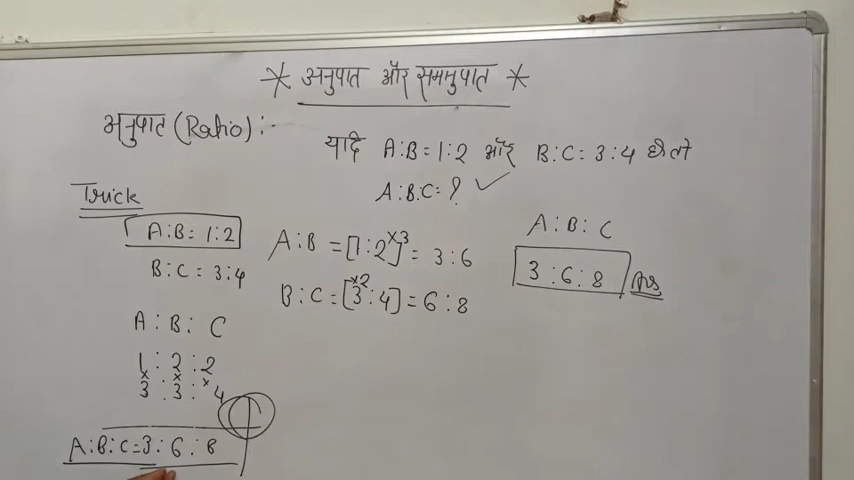 * अनुपात और समानुपात *
अनुपात (Ratio) :-
यदि A:B = 1:2 और B:C = 3:4 हो तो
A:B:C = ? ✓
Trick
A:B = 1:2
B:C = 3:4
A : B : C
1 : 2 : 2
× × ×
3 : 3 : 4
A:B:C = 3 : 6 : 8
A:B = [1:2]×3 = 3:6
B:C = [3:4]×2 = 6:8
A : B : C
3 : 6 : 8 Ans